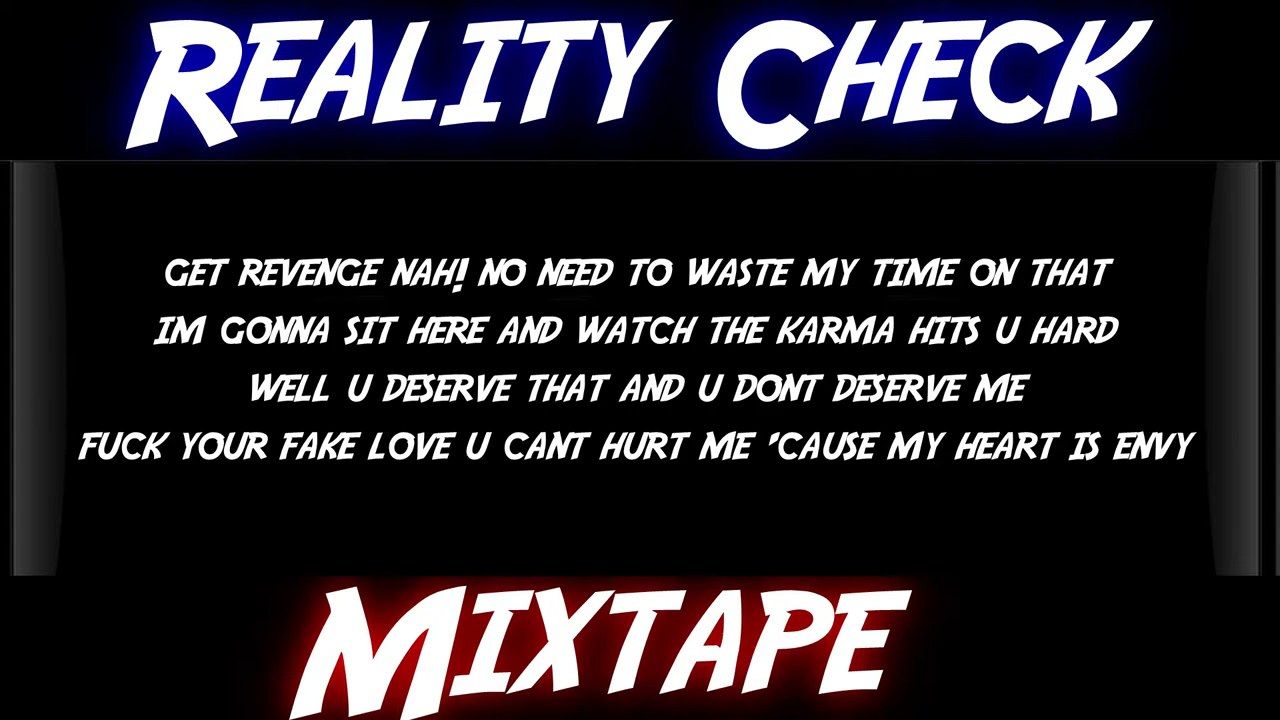 REALITY CHECK
GET REVENGE NAH! NO NEED TO WASTE MY TIME ON THAT
IM GONNA SIT HERE AND WATCH THE KARMA HITS U HARD
WELL U DESERVE THAT AND U DONT DESERVE ME
FUCK YOUR FAKE LOVE U CANT HURT ME 'CAUSE MY HEART IS ENVY
MIXTAPE